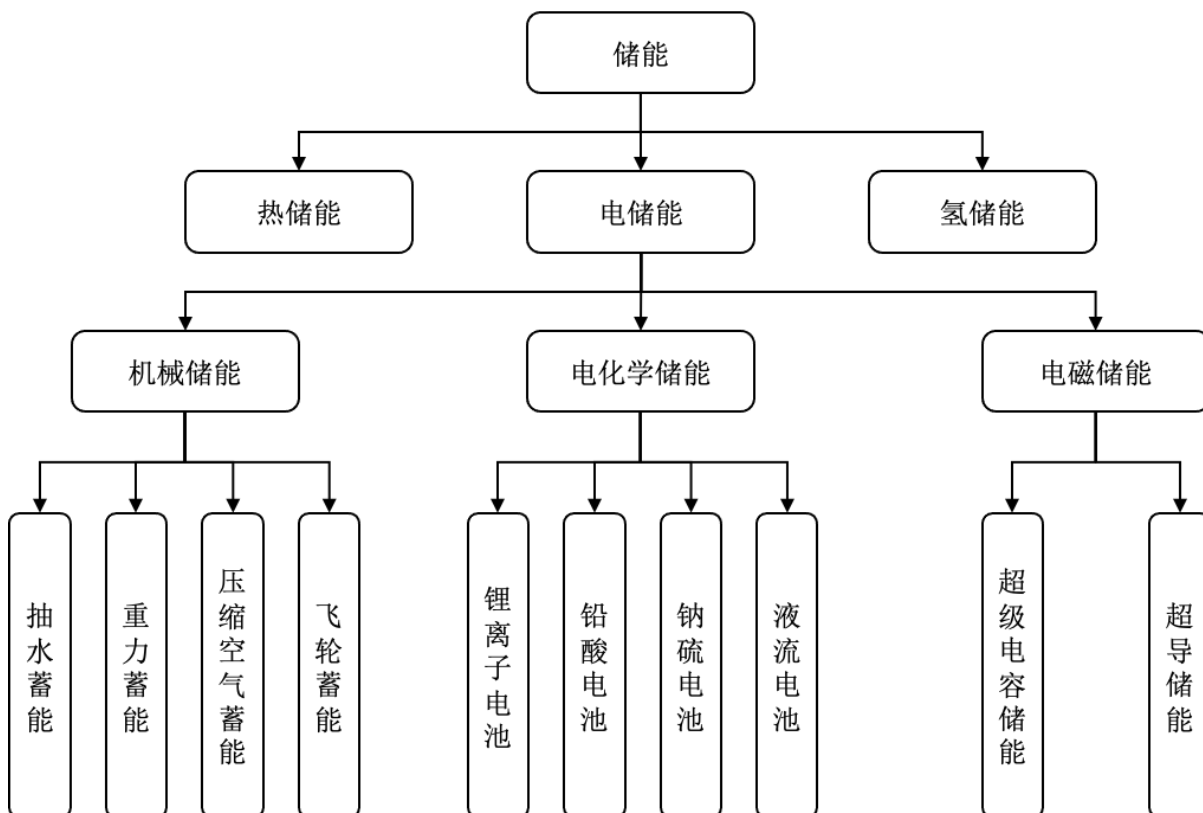 储能
热储能
电储能
氢储能
机械储能
电化学储能
电磁储能
抽水蓄能
重力蓄能
压缩空气蓄能
飞轮蓄能
锂离子电池
铅酸电池
钠硫电池
液流电池
超级电容储能
超导储能